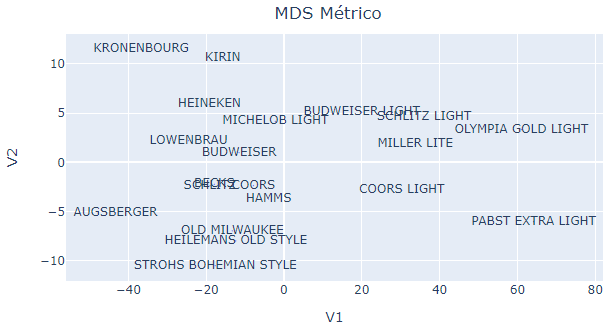 MDS Métrico
KRONENBOURG
KIRIN
10
HEINEKEN
BUDWEISER LIGHT
5
MICHELOB LIGHT
SCHLITZ LIGHT
OLYMPIA GOLD LIGHT
LOWENBRAU
MILLER LITE
V2
0
BUDWEISER
BECKS
SCHLITZ
COORS
COORS LIGHT
HAMMS
−5
AUGSBERGER
PABST EXTRA LIGHT
OLD MILWAUKEE
HEILEMANS OLD STYLE
−10
STROHS BOHEMIAN STYLE
−40 −20 0 20 40 60 80
V1